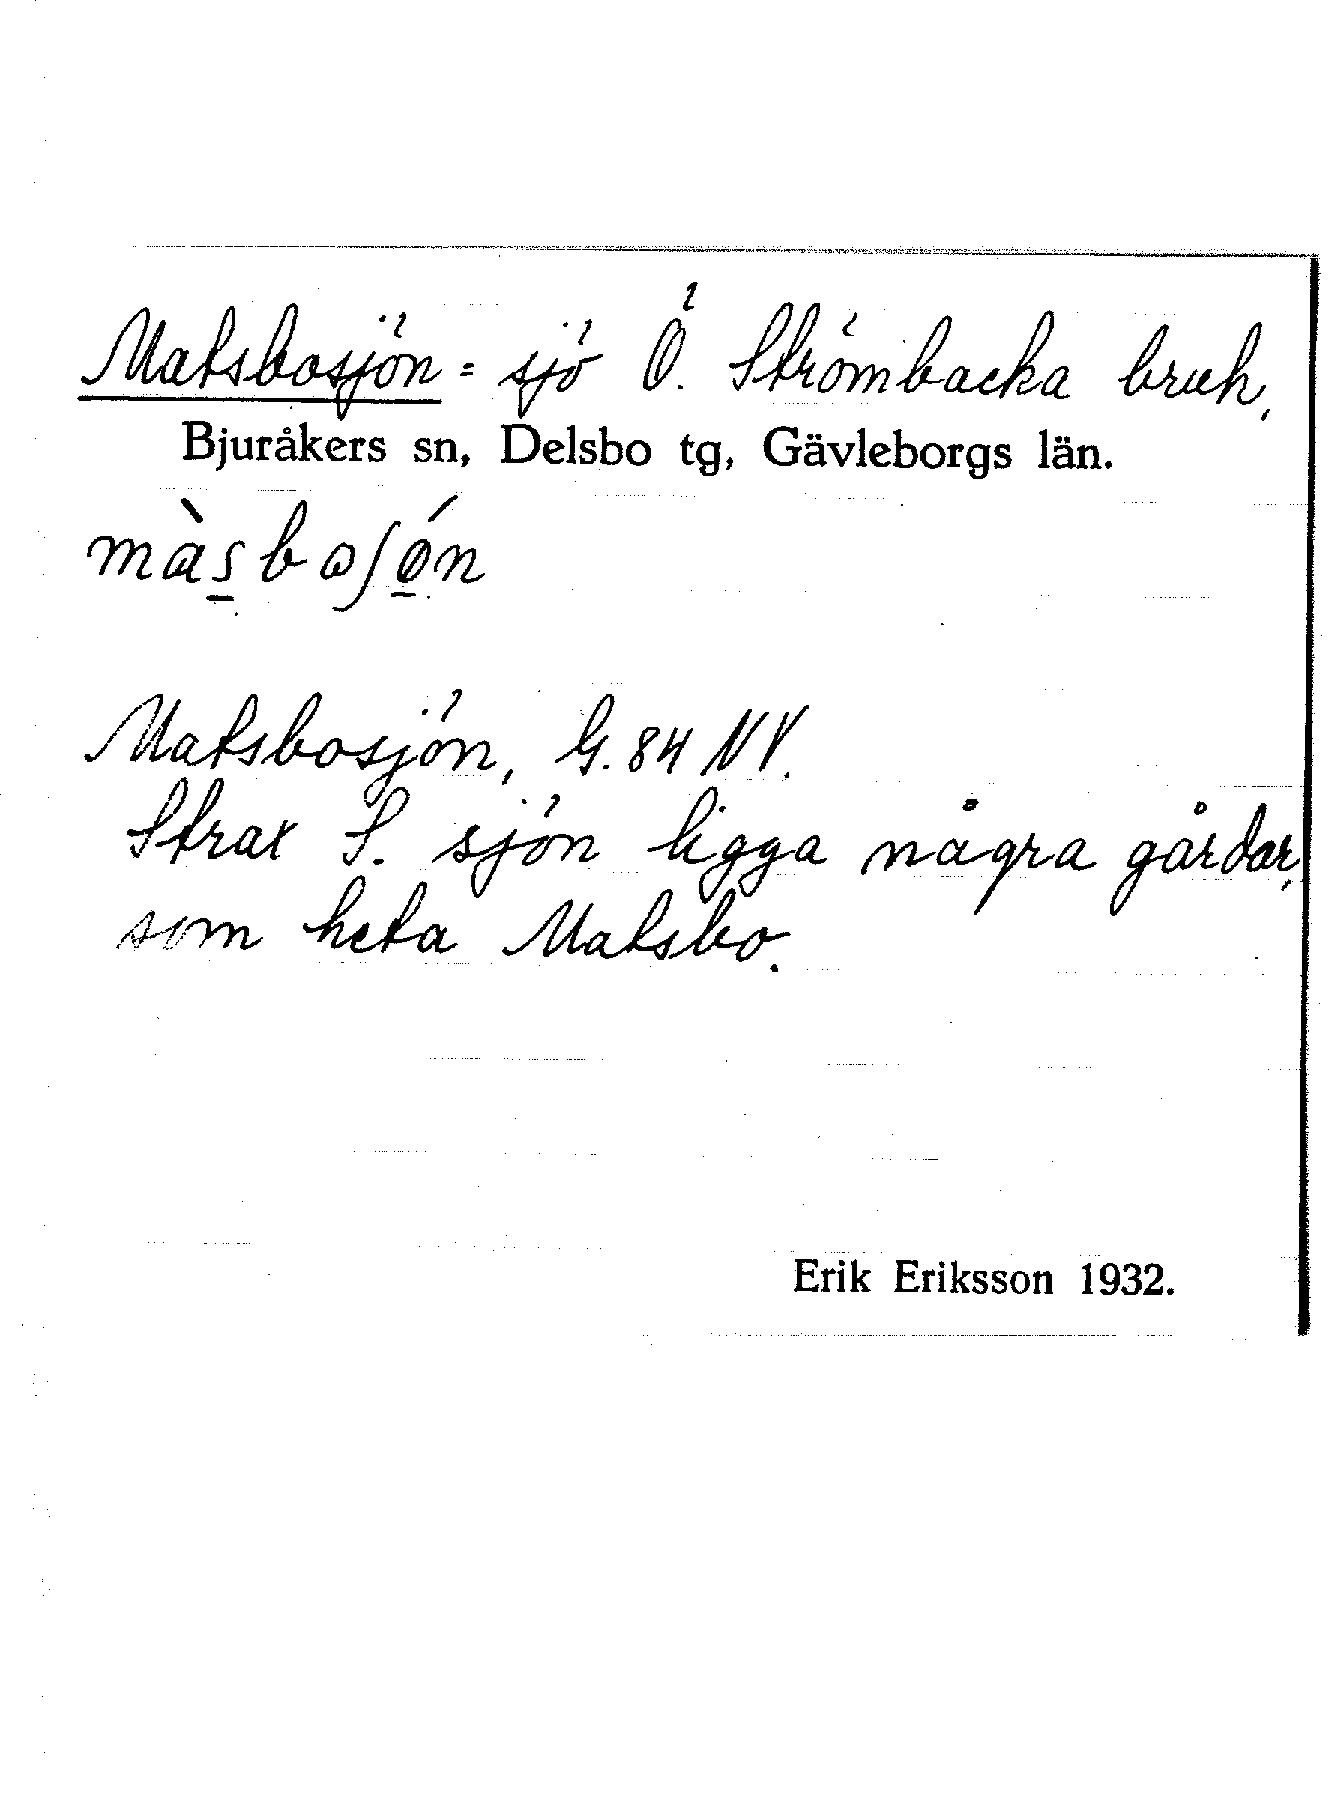 Matsbosjön = sjö Ö. Strömbacka bruk,
Bjuråkers sn, Delsbo tg, Gävleborgs län.
màsboʃǿn
Matsbosjön, G. 84 NV.
Strax S. sjön ligga några gårdar,
som heta Matsbo.
Erik Eriksson 1932.